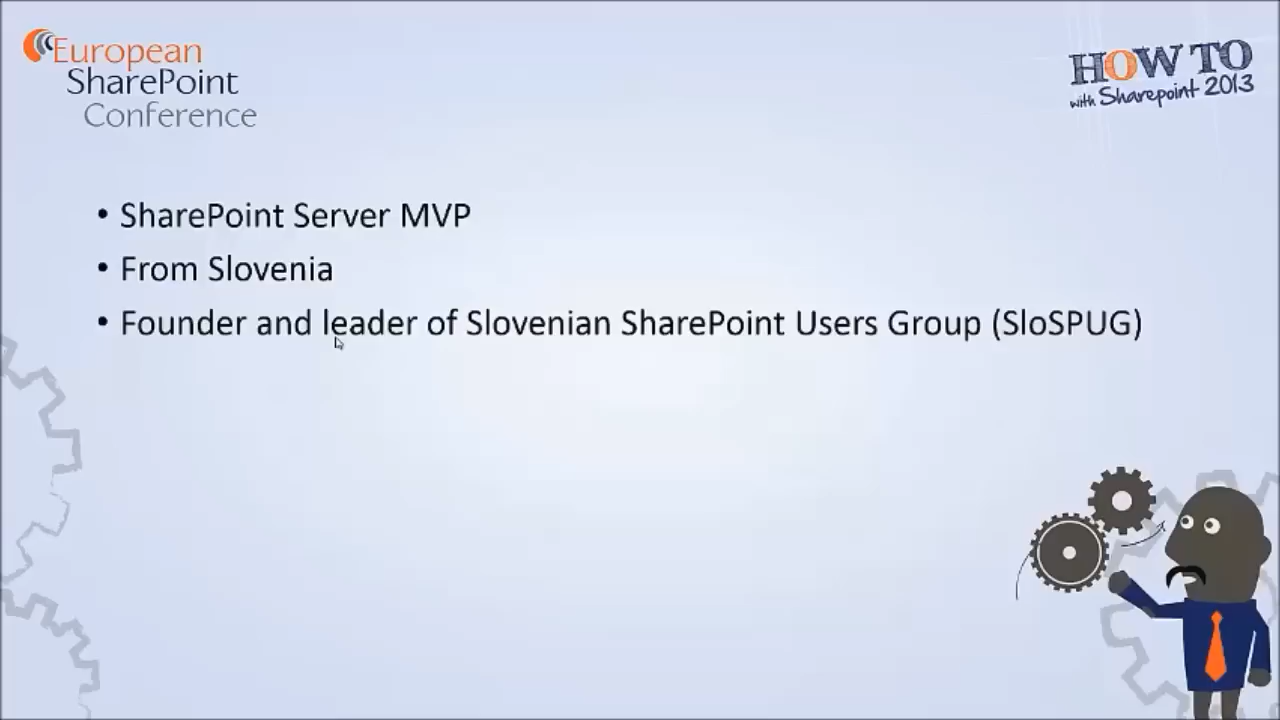 European
SharePoint
Conference
HOW TO
with Sharepoint 2013
• SharePoint Server MVP
• From Slovenia
• Founder and leader of Slovenian SharePoint Users Group (SloSPUG)